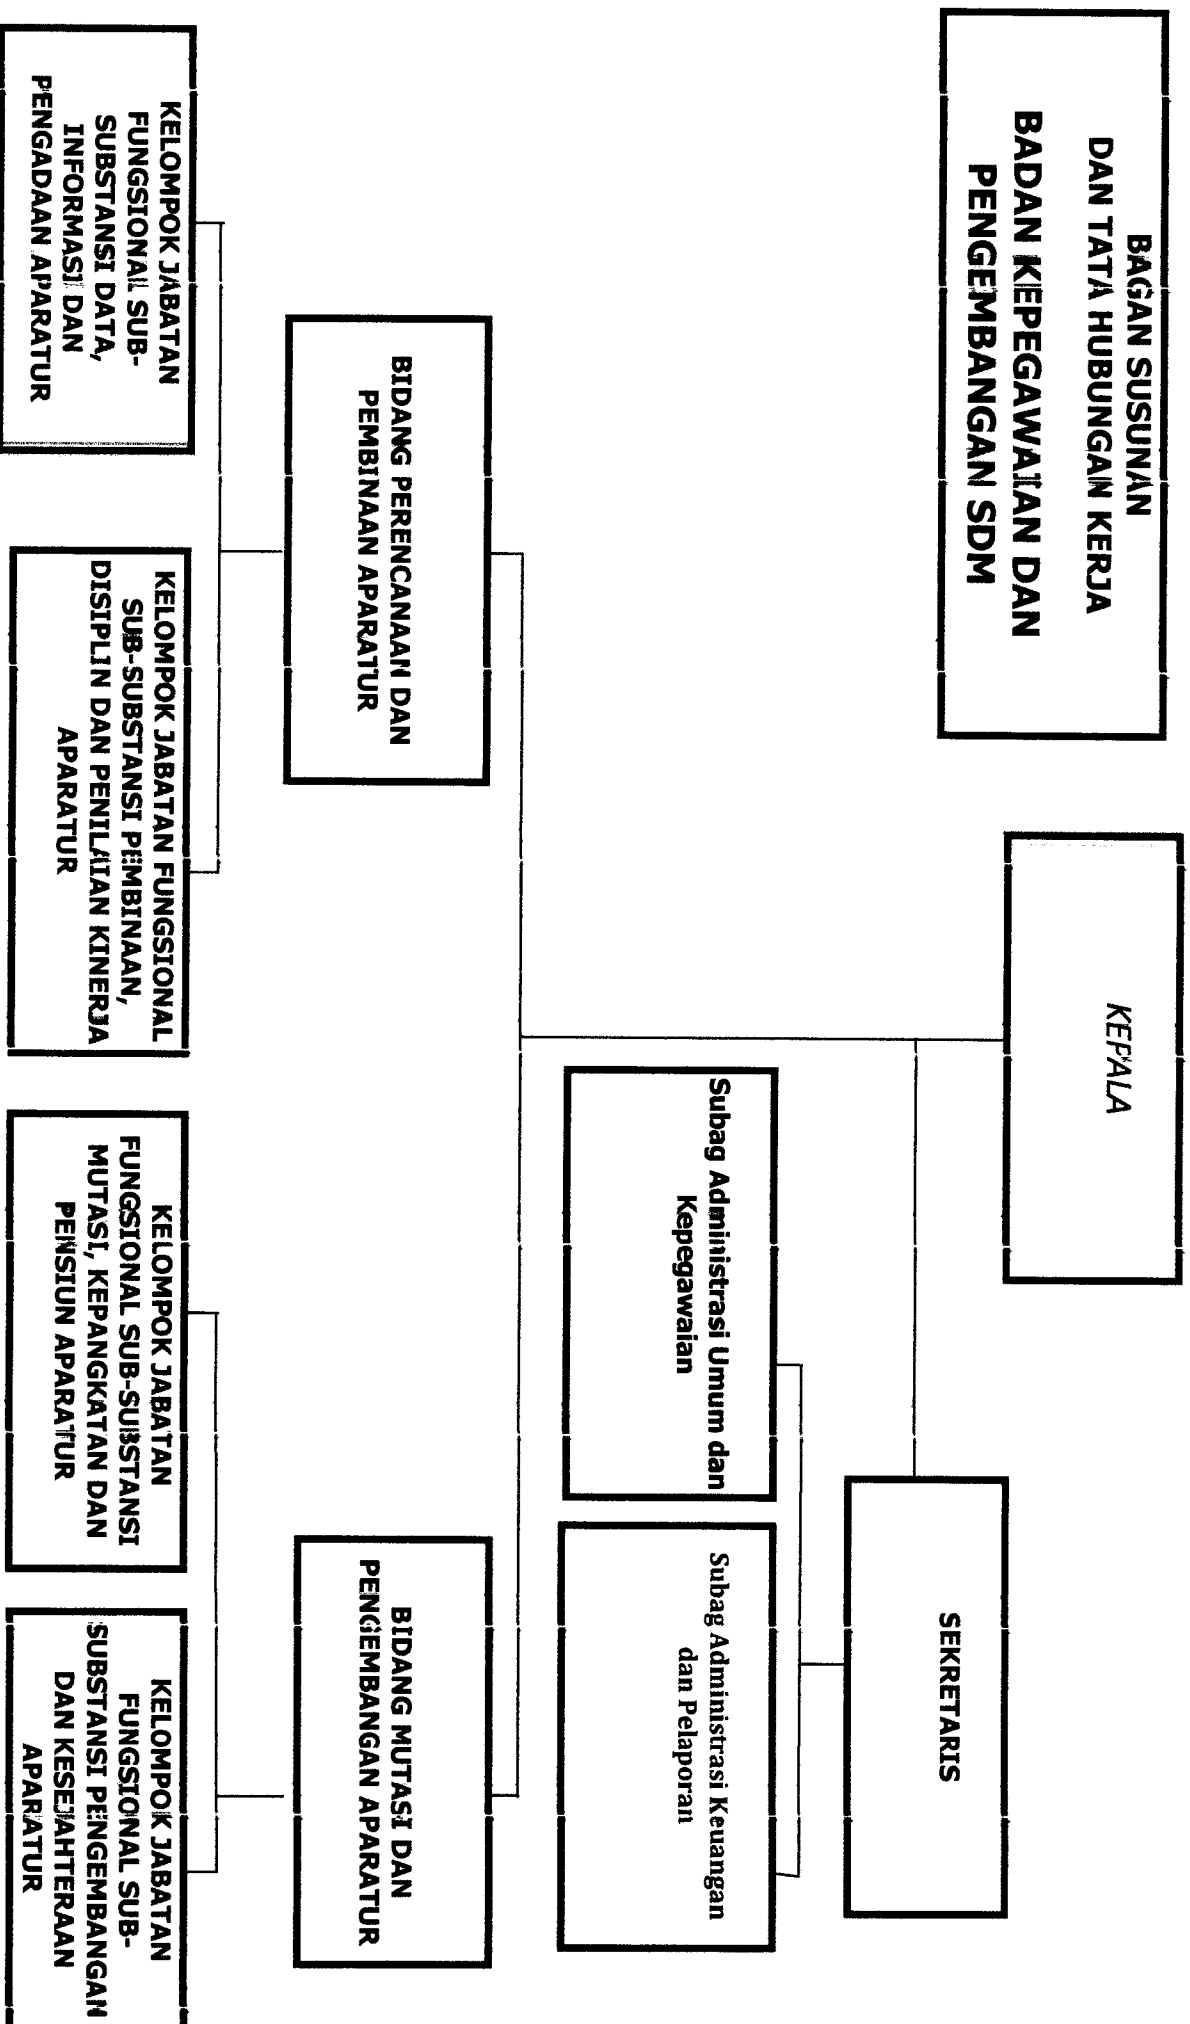 BAGAN SUSUNAN
DAN TATA HUBUNGAN KERJA
BADAN KEPEGAWAIAN DAN
PENGEMBANGAN SDM
KEPALA
SEKRETARIS
Subag Administrasi Umum dan
Kepegawaian
Subag Administrasi Keuangan
dan Pelaporan
BIDANG PERENCANAAN DAN
PEMBINAAN APARATUR
BIDANG MUTASI DAN
PENGEMBANGAN APARATUR
KELOMPOK JABATAN
FUNGSIONAL SUB-
SUBSTANSI DATA,
INFORMASI DAN
PENGADAAN APARATUR
KELOMPOK JABATAN FUNGSIONAL
SUB-SUBSTANSI PEMBINAAN,
DISIPLIN DAN PENILAIAN KINERJA
APARATUR
KELOMPOK JABATAN
FUNGSIONAL SUB-SUBSTANSI
MUTASI, KEPANGKATAN DAN
PENSIUN APARATUR
KELOMPOK JABATAN
FUNGSIONAL SUB-
SUBSTANSI PENGEMBANGAN
DAN KESEJAHTERAAN
APARATUR